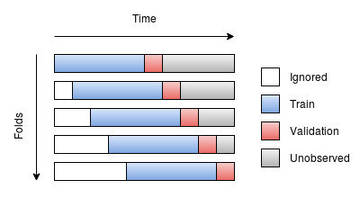 Time
Folds
Ignored
Train
Validation
Unobserved